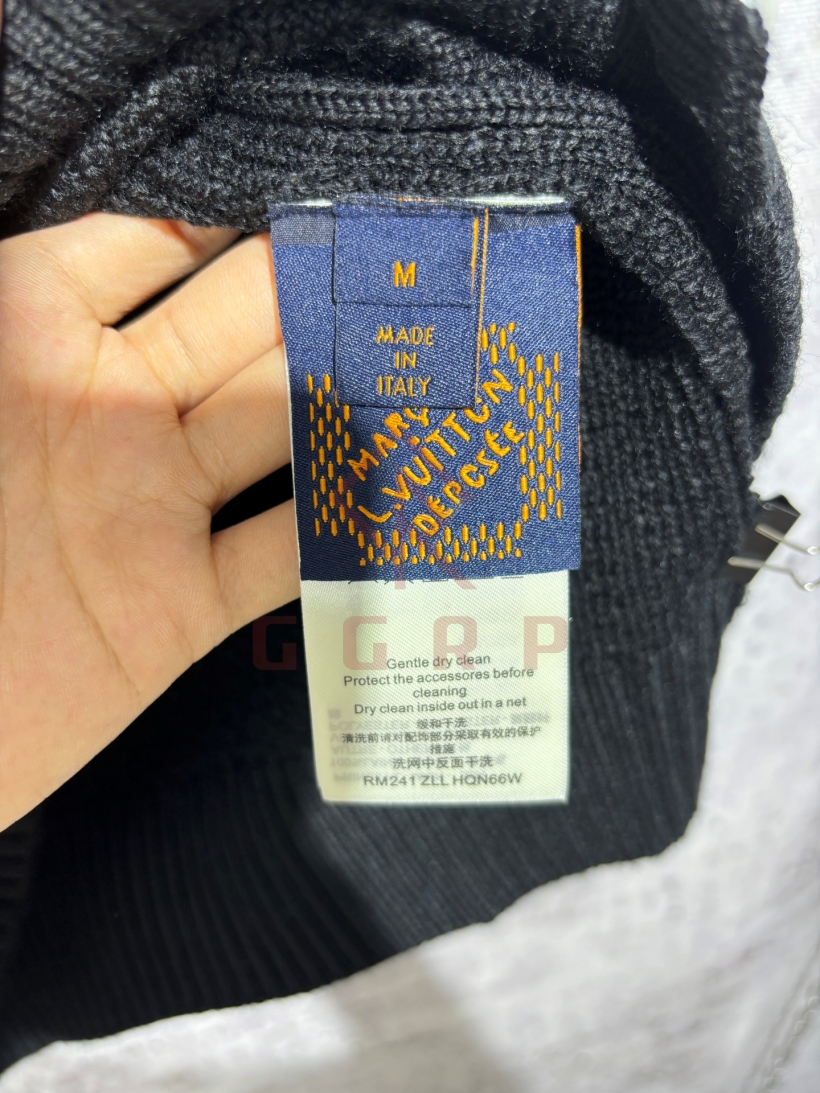 M
MADE
IN
ITALY
MARQ
L.VUITTON
DEPOSÉE
GGRP
Gentle dry clean
Protect the accessores before
cleaning
Dry clean inside out in a net
缓和干洗
清洗前请对配饰部分采取有效的保护
措施
洗网中反面干洗
RM241 ZLL HQN66W